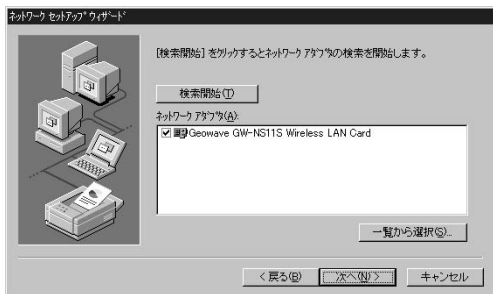 ネットワーク セットアップ ウィザード
[検索開始] をクリックするとネットワーク アダプタの検索を開始します。
検索開始(T)
ネットワーク アダプタ(A):
Geowave GW-NS11S Wireless LAN Card
一覧から選択(S)...
< 戻る(B)
次へ(N) >
キャンセル